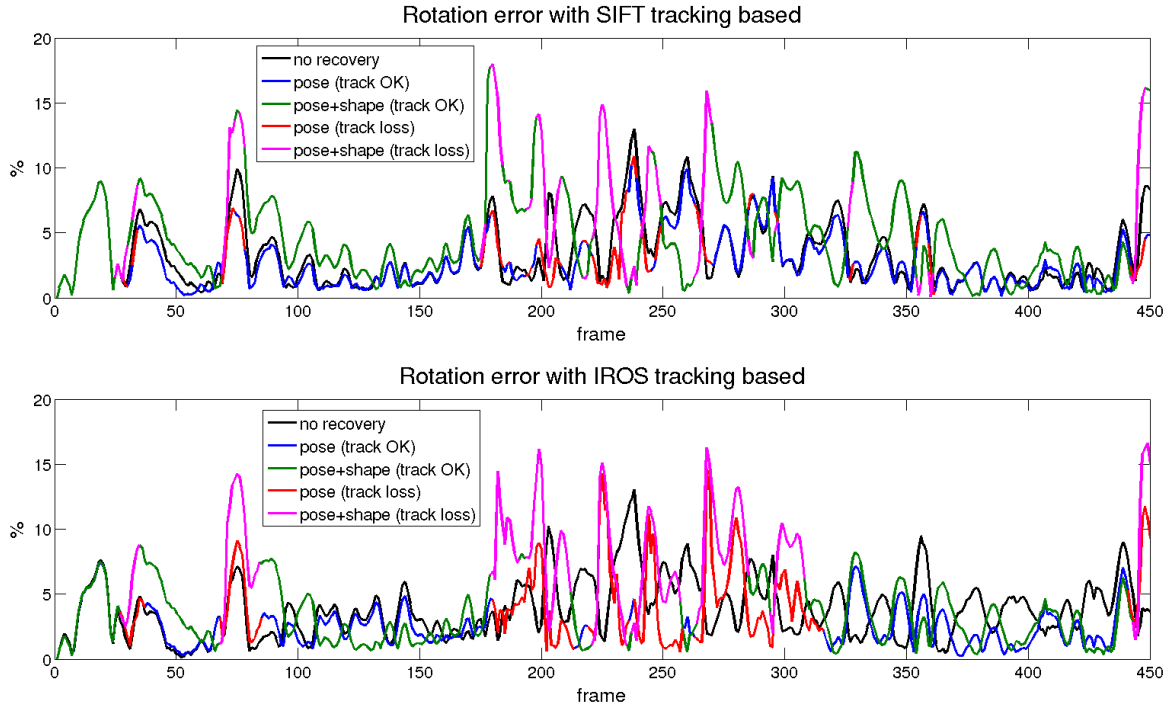 Rotation error with SIFT tracking based
20
15
10
5
0
%
no recovery
pose (track OK)
pose+shape (track OK)
pose (track loss)
pose+shape (track loss)
0 50 100 150 200 250 300 350 400 450
frame
Rotation error with IROS tracking based
20
15
10
5
0
%
no recovery
pose (track OK)
pose+shape (track OK)
pose (track loss)
pose+shape (track loss)
0 50 100 150 200 250 300 350 400 450
frame